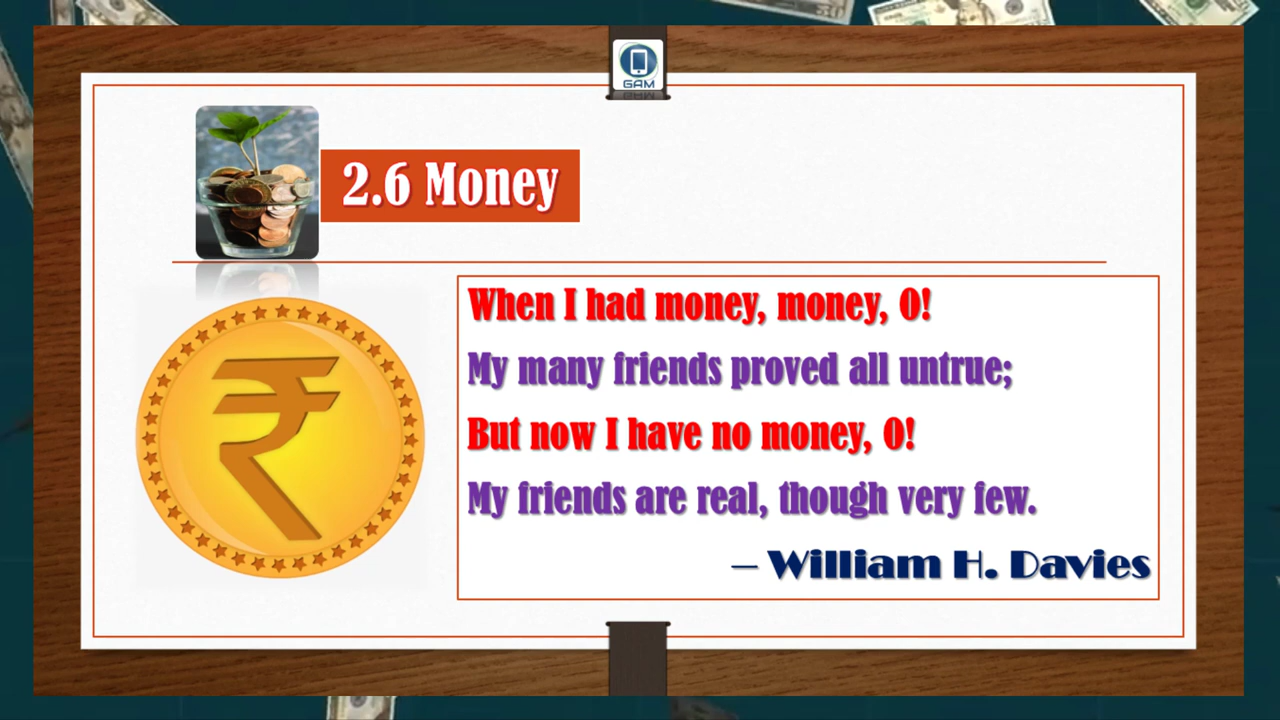 GAM
2.6 Money
When I had money, money, O!
My many friends proved all untrue;
But now I have no money, O!
My friends are real, though very few.
– William H. Davies